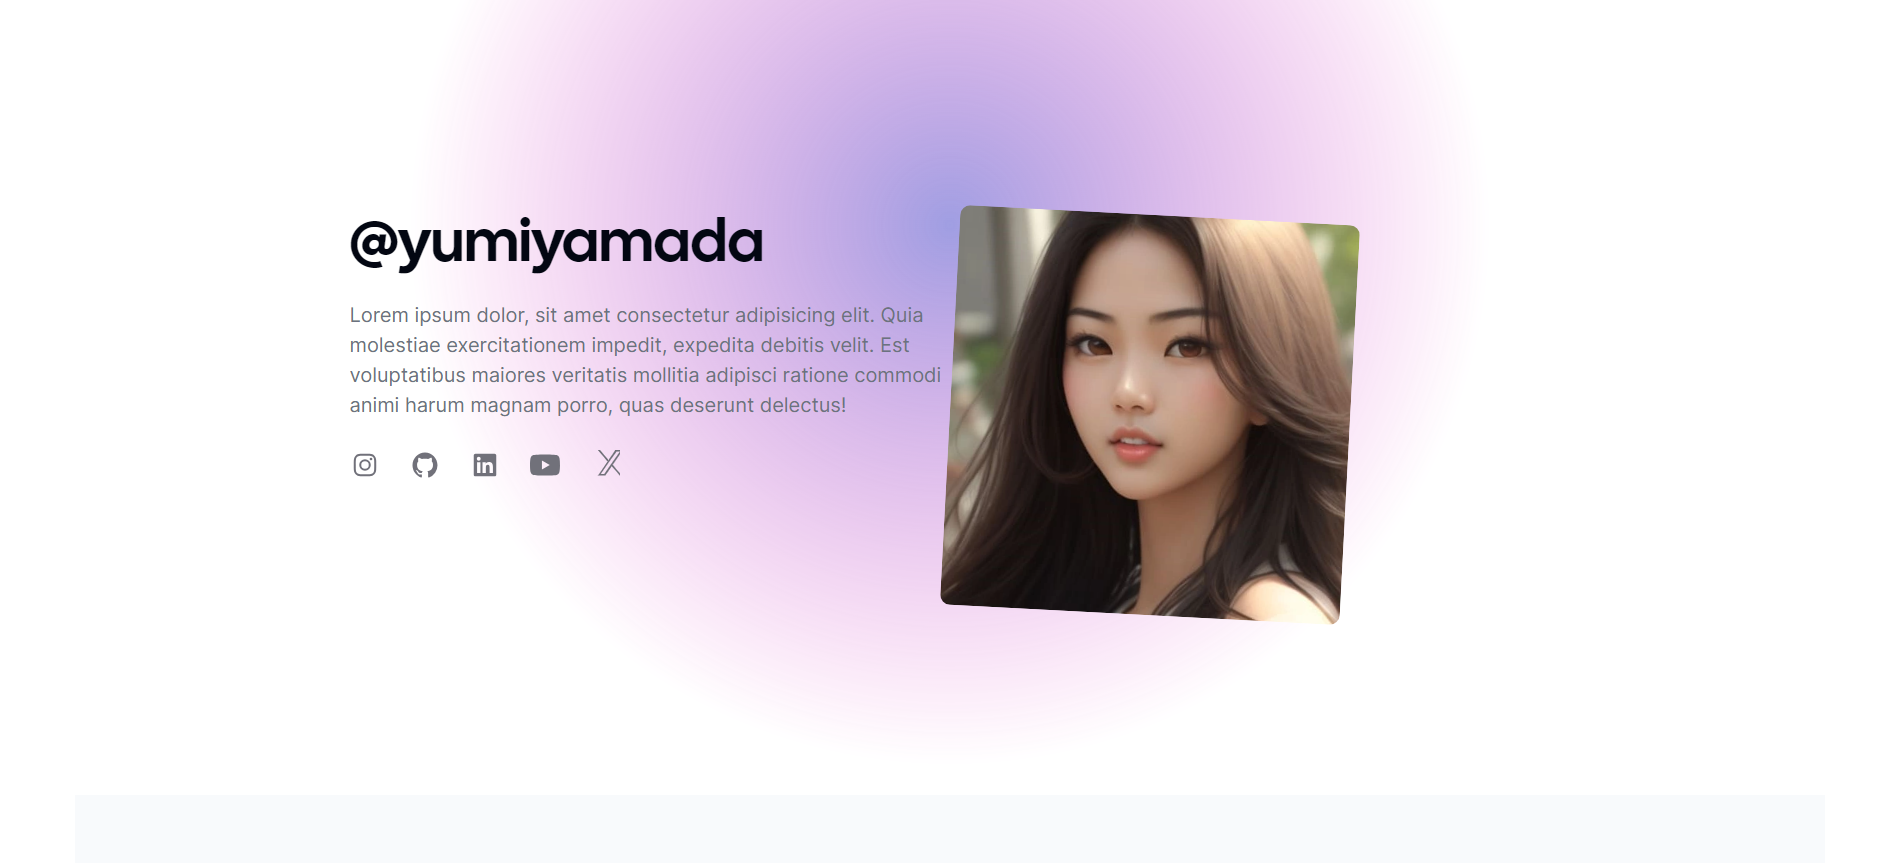 @yumiyamada
Lorem ipsum dolor, sit amet consectetur adipisicing elit. Quia
molestiae exercitationem impedit, expedita debitis velit. Est
voluptatibus maiores veritatis mollitia adipisci ratione commodi
animi harum magnam porro, quas deserunt delectus!